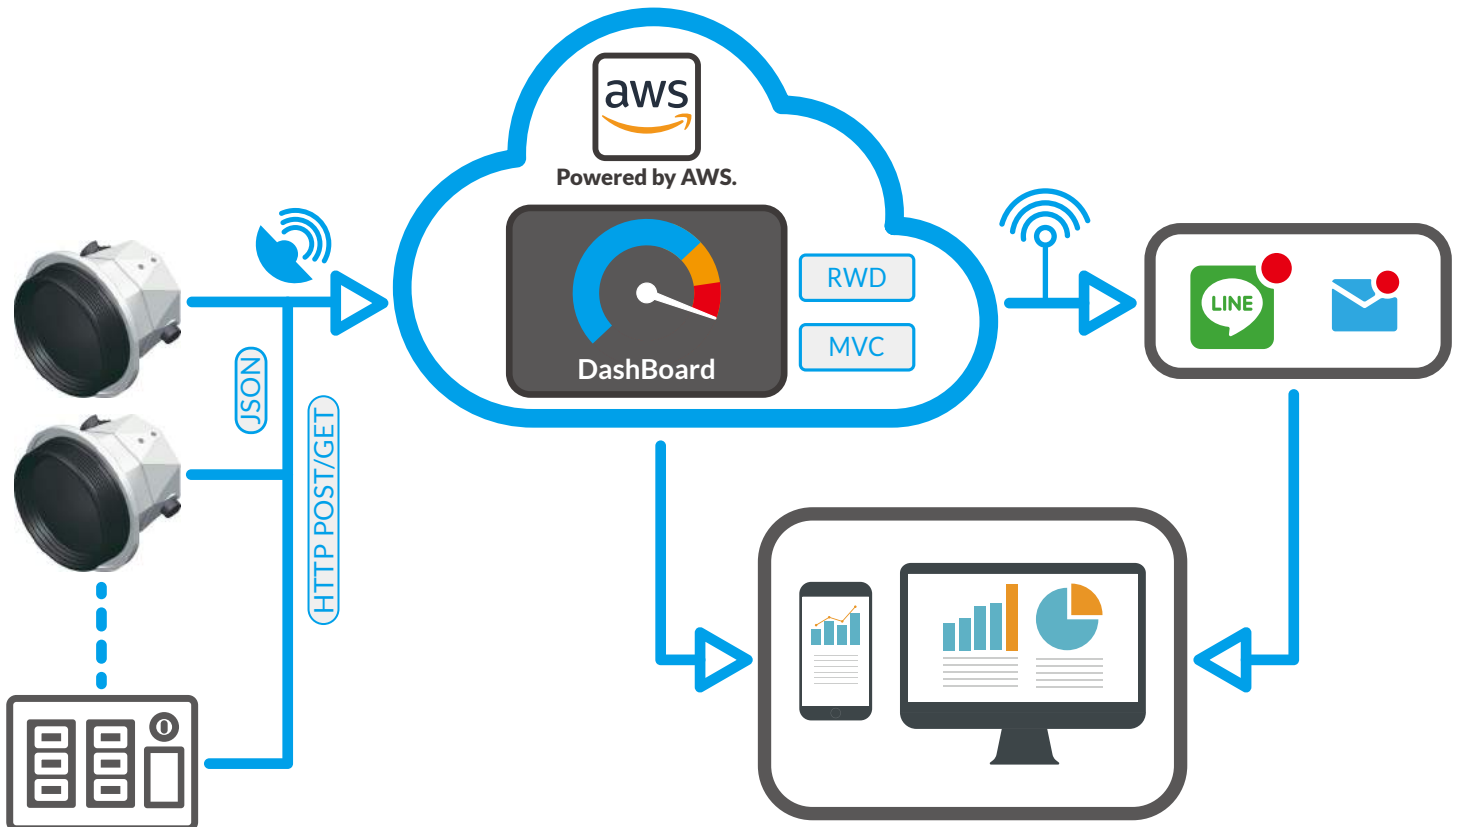 aws
Powered by AWS.
DashBoard
RWD
MVC
JSON
HTTP POST/GET
LINE